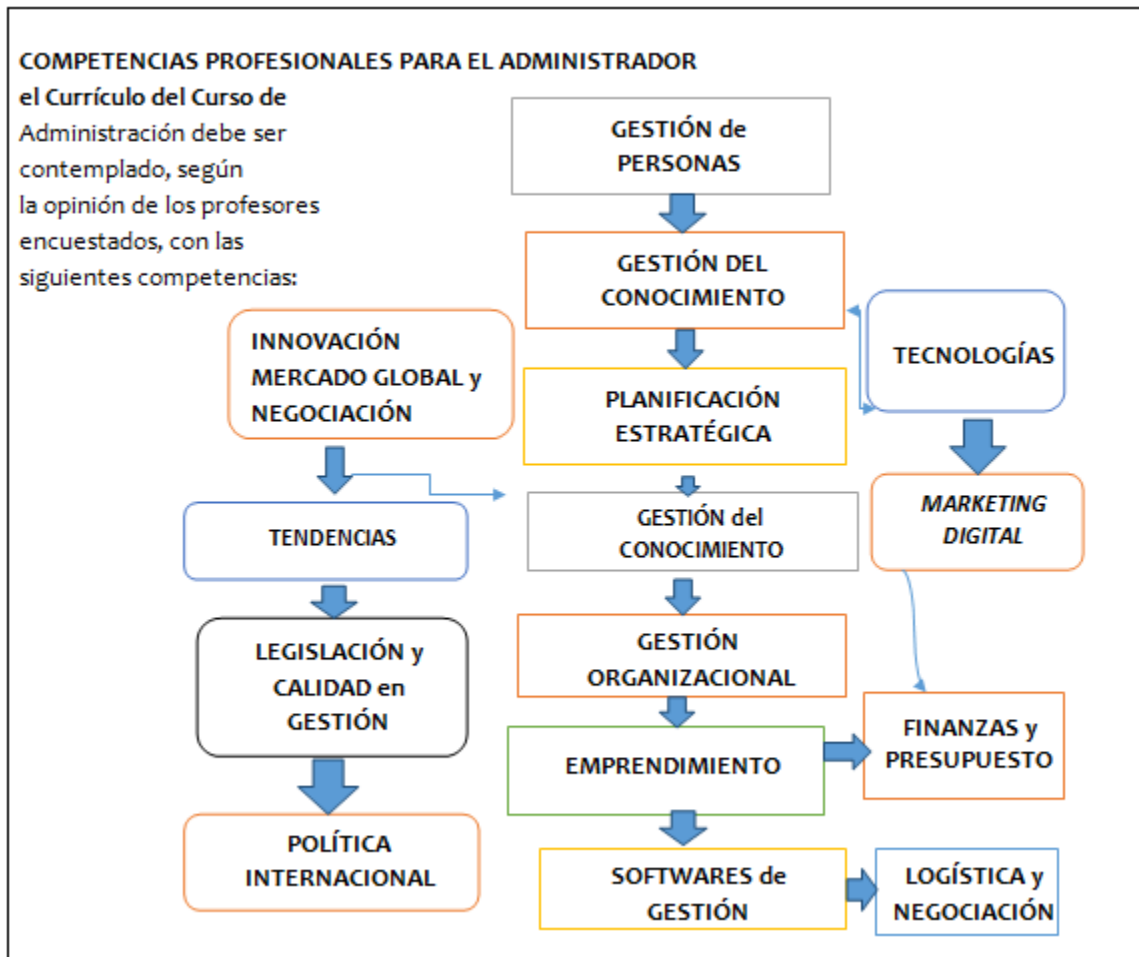 COMPETENCIAS PROFESIONALES PARA EL ADMINISTRADOR
el Currículo del Curso de
Administración debe ser
contemplado, según
la opinión de los profesores
encuestados, con las
siguientes competencias:
GESTIÓN de
PERSONAS
GESTIÓN DEL
CONOCIMIENTO
INNOVACIÓN
MERCADO GLOBAL y
NEGOCIACIÓN
TECNOLOGÍAS
PLANIFICACIÓN
ESTRATÉGICA
TENDENCIAS
GESTIÓN del
CONOCIMIENTO
MARKETING
DIGITAL
LEGISLACIÓN y
CALIDAD en
GESTIÓN
GESTIÓN
ORGANIZACIONAL
EMPRENDIMIENTO
FINANZAS y
PRESUPUESTO
POLÍTICA
INTERNACIONAL
SOFTWARES de
GESTIÓN
LOGÍSTICA y
NEGOCIACIÓN